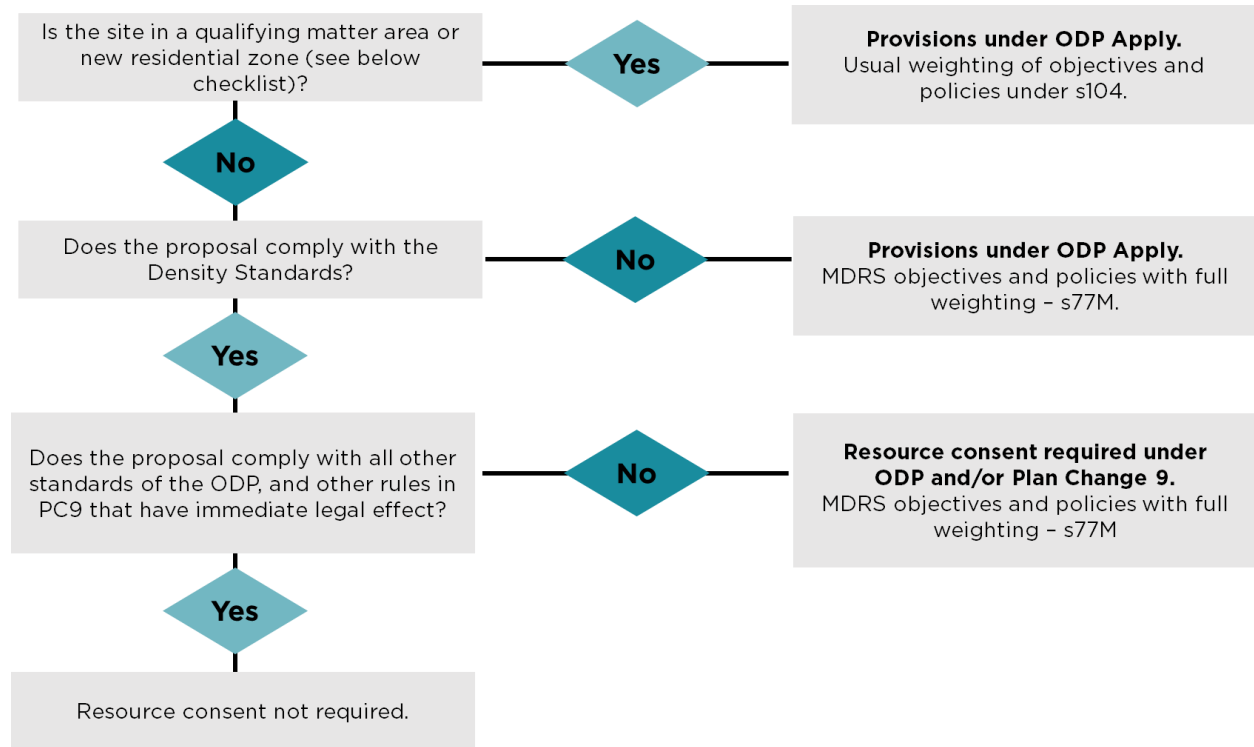 Is the site in a qualifying matter area or
new residential zone (see below
checklist)?
Yes
Provisions under ODP Apply.
Usual weighting of objectives and
policies under s104.
No
Does the proposal comply with the
Density Standards?
No
Provisions under ODP Apply.
MDRS objectives and policies with full
weighting – s77M.
Yes
Does the proposal comply with all other
standards of the ODP, and other rules in
PC9 that have immediate legal effect?
No
Resource consent required under
ODP and/or Plan Change 9.
MDRS objectives and policies with full
weighting – s77M
Yes
Resource consent not required.